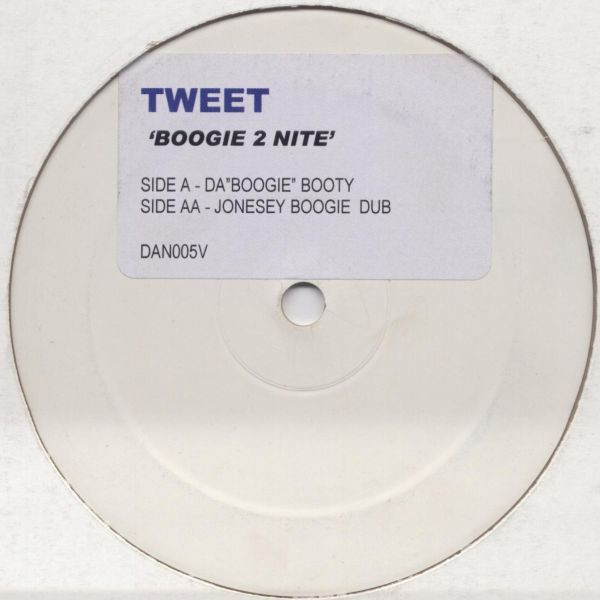 TWEET
‘BOOGIE 2 NITE’
SIDE A - DA”BOOGIE” BOOTY
SIDE AA - JONESEY BOOGIE DUB
DAN005V